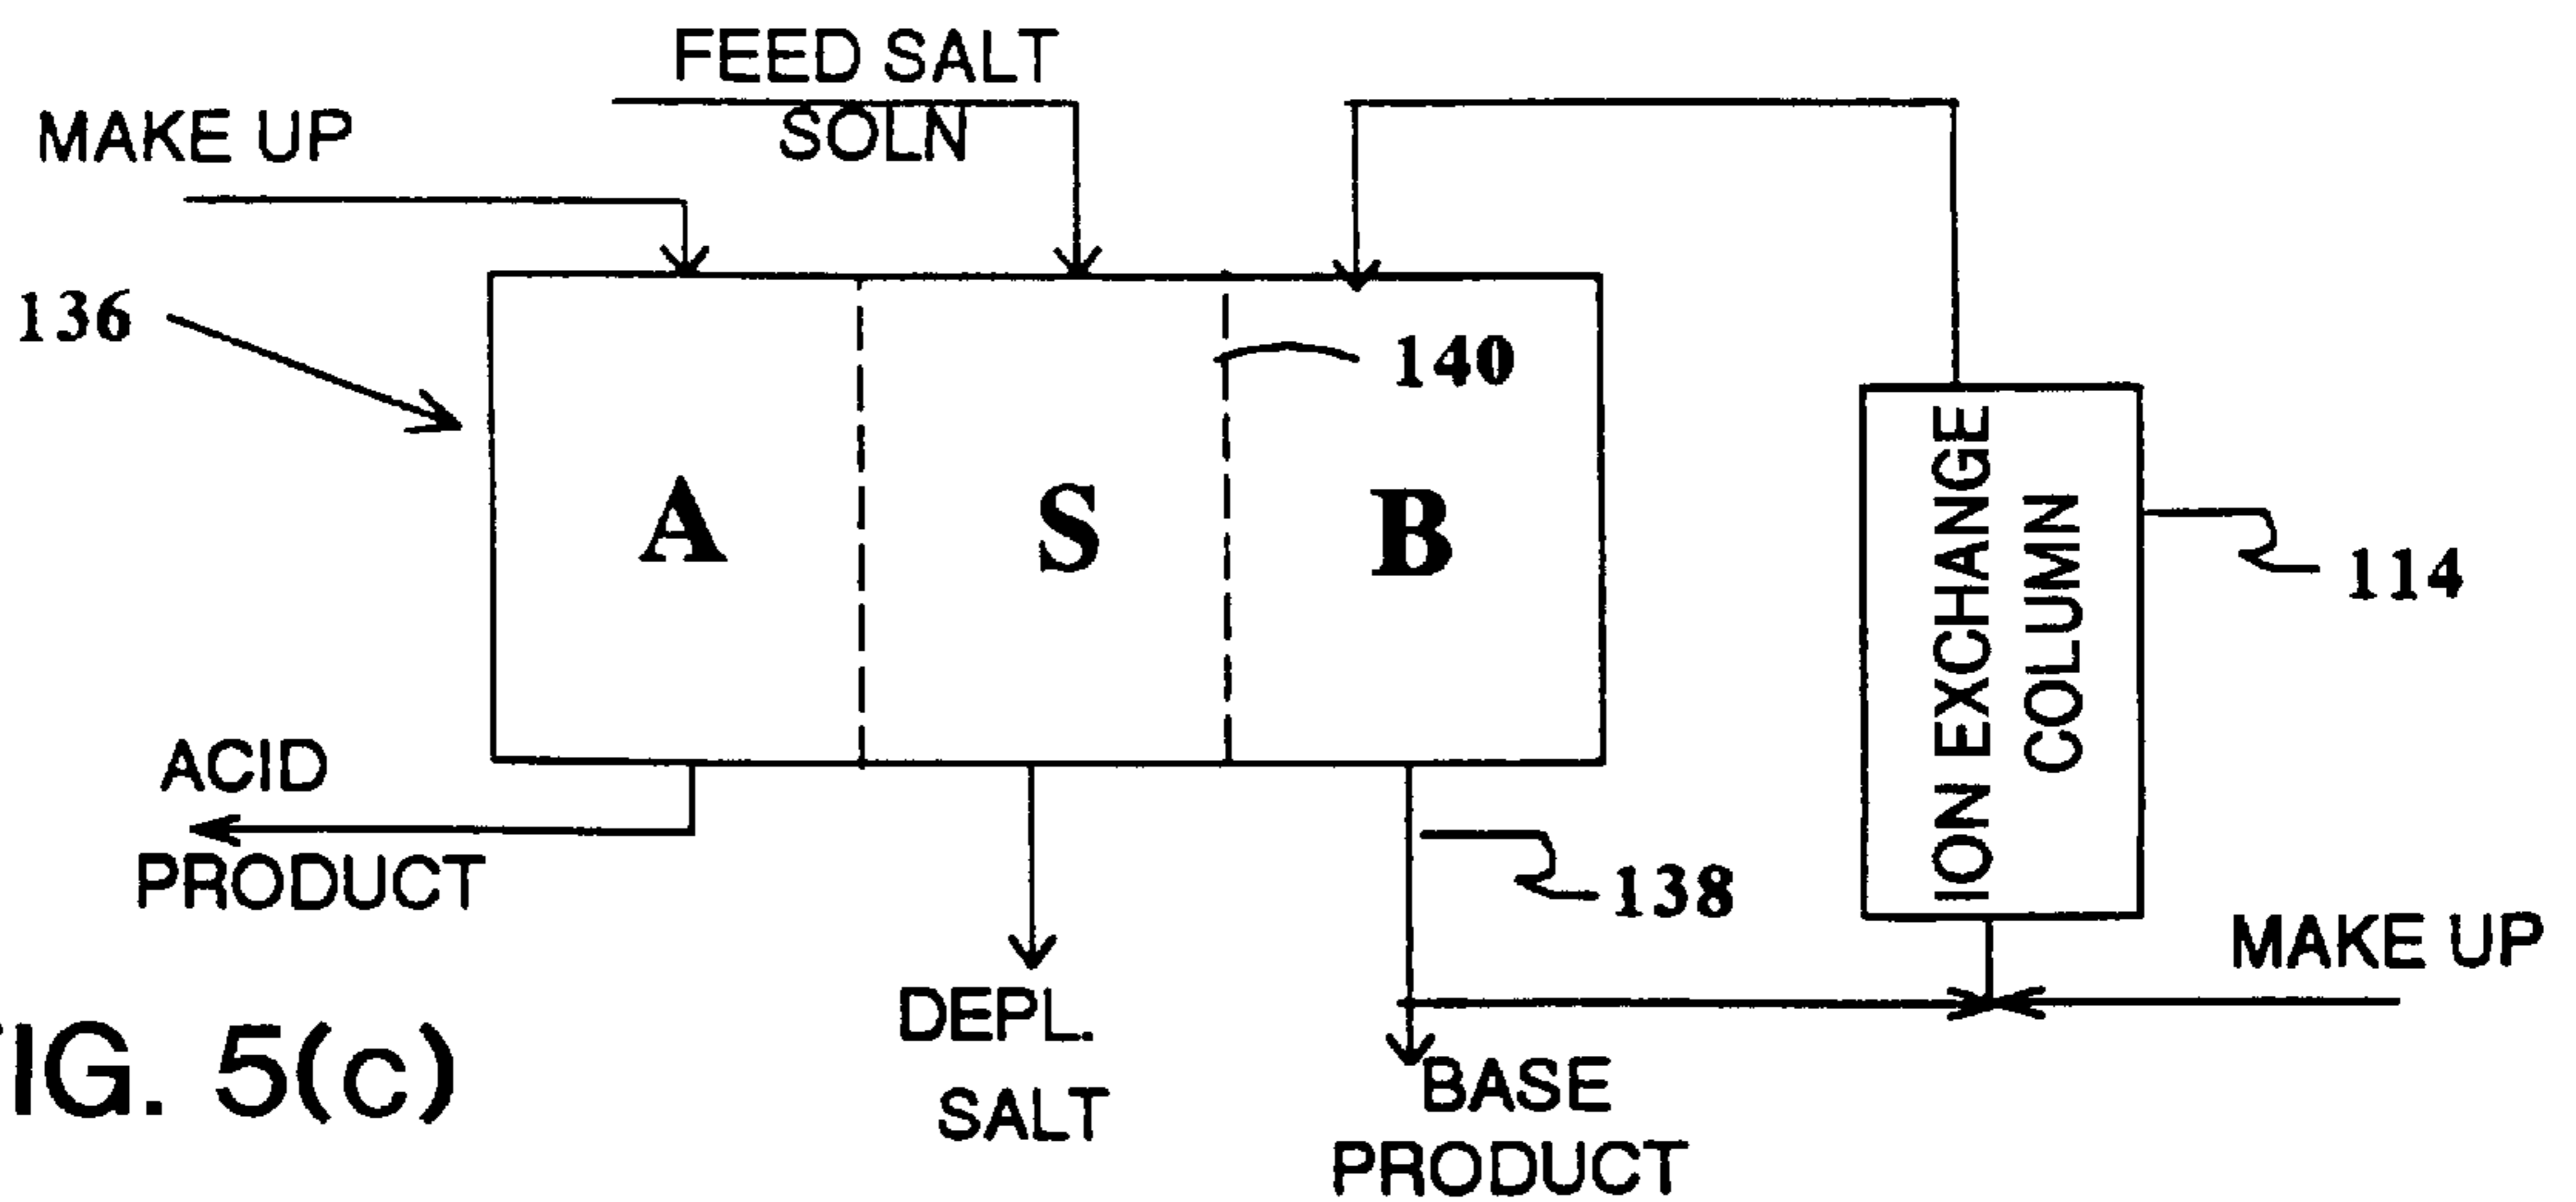 FEED SALT
SOLN
MAKE UP
136
140
A
S
B
ION EXCHANGE
COLUMN
114
ACID
PRODUCT
138
MAKE UP
DEPL.
SALT
BASE
PRODUCT
FIG. 5(c)